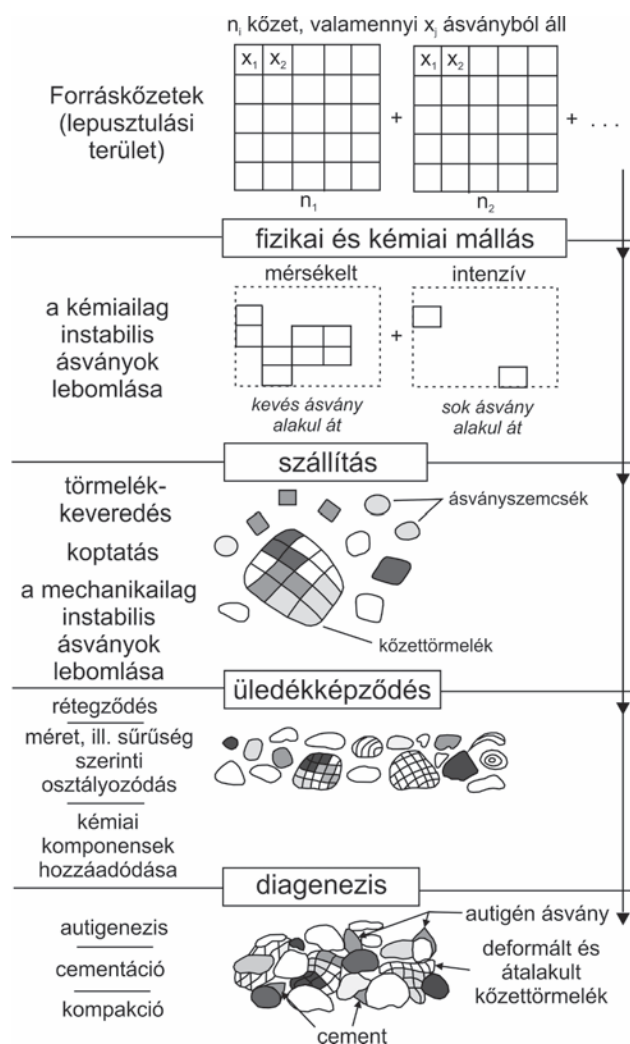 nᵢ kőzet, valamennyi xⱼ ásványból áll
x₁ x₂
x₁ x₂
Forráskőzetek
(lepusztulási
terület)
+
+ . . .
n₁
n₂
fizikai és kémiai mállás
mérsékelt
intenzív
a kémiailag
instabilis
ásványok
lebomlása
+
kevés ásvány
alakul át
sok ásvány
alakul át
szállítás
törmelék-
keveredés
koptatás
a mechanikailag
instabilis
ásványok
lebomlása
ásványszemcsék
kőzettörmelék
üledékképződés
rétegződés
méret, ill. sűrűség
szerinti
osztályozódás
kémiai
komponensek
hozzáadódása
diagenezis
autigenezis
cementáció
kompakció
autigén ásvány
deformált és
átalakult
kőzettörmelék
cement